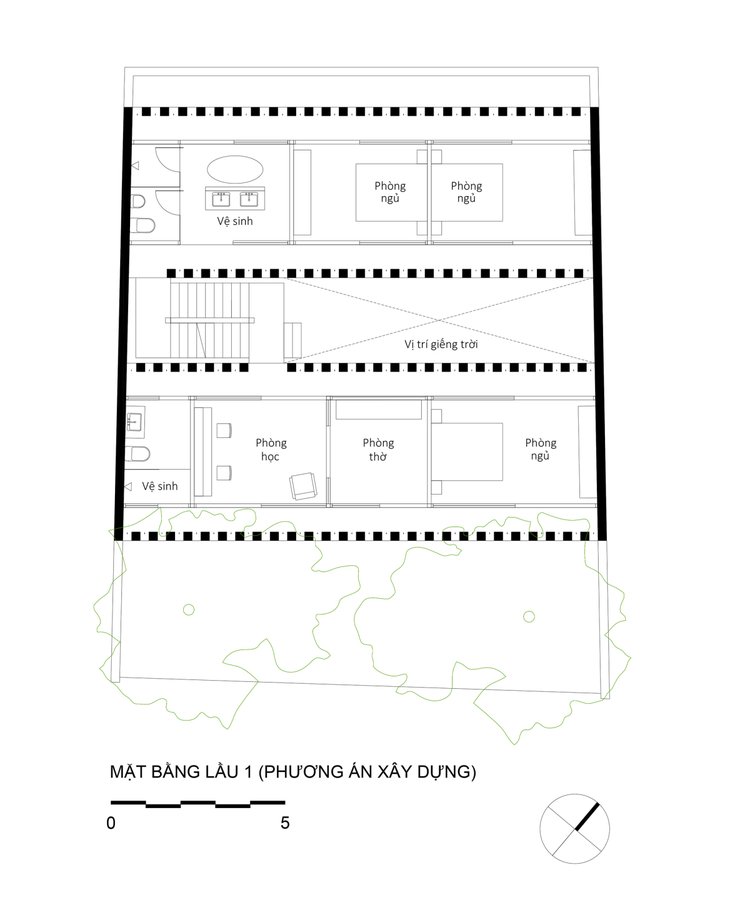 Phòng
ngủ
Phòng
ngủ
Vệ sinh
Vị trí giếng trời
Phòng
học
Phòng
thờ
Phòng
ngủ
Vệ sinh
MẶT BẰNG LẦU 1 (PHƯƠNG ÁN XÂY DỰNG)
0 5